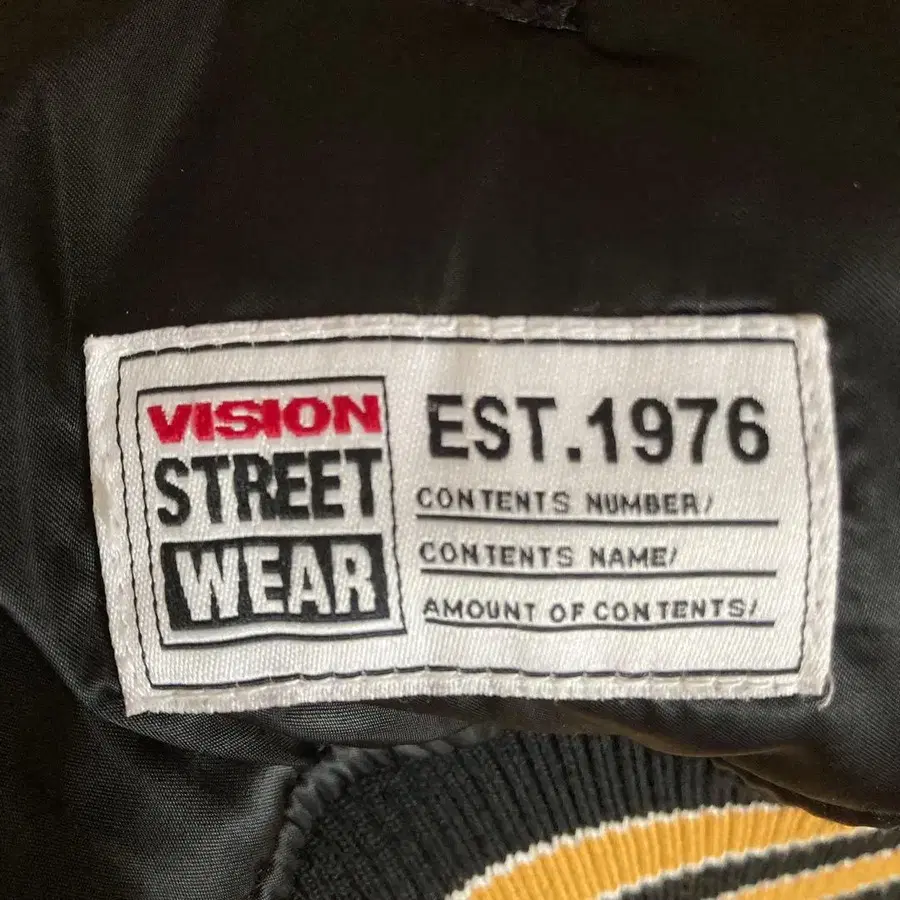 VISION
STREET
WEAR
EST.1976
CONTENTS NUMBER/
CONTENTS NAME/
AMOUNT OF CONTENTS/